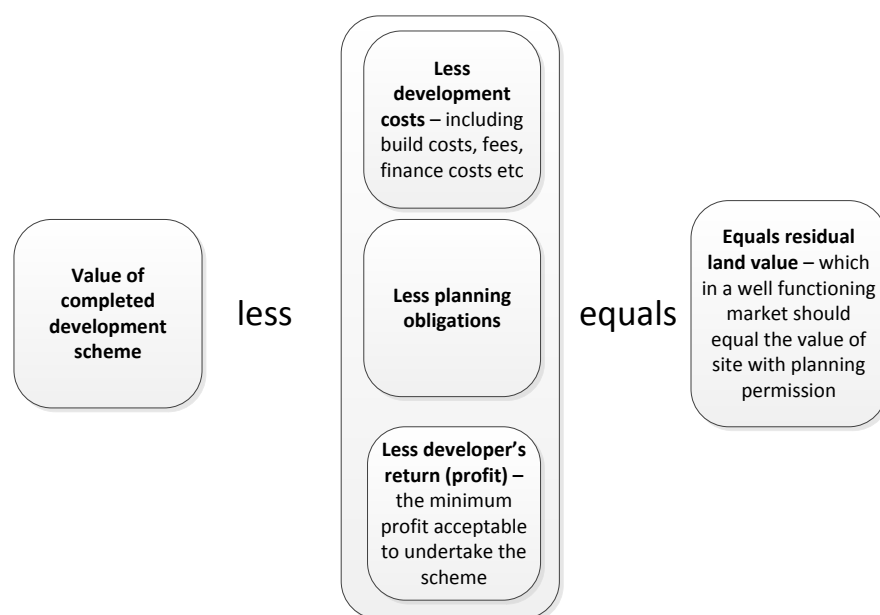 Value of
completed
development
scheme
less
Less
development
costs – including
build costs, fees,
finance costs etc
Less planning
obligations
Less developer's
return (profit) –
the minimum
profit acceptable
to undertake the
scheme
equals
Equals residual
land value – which
in a well functioning
market should
equal the value of
site with planning
permission